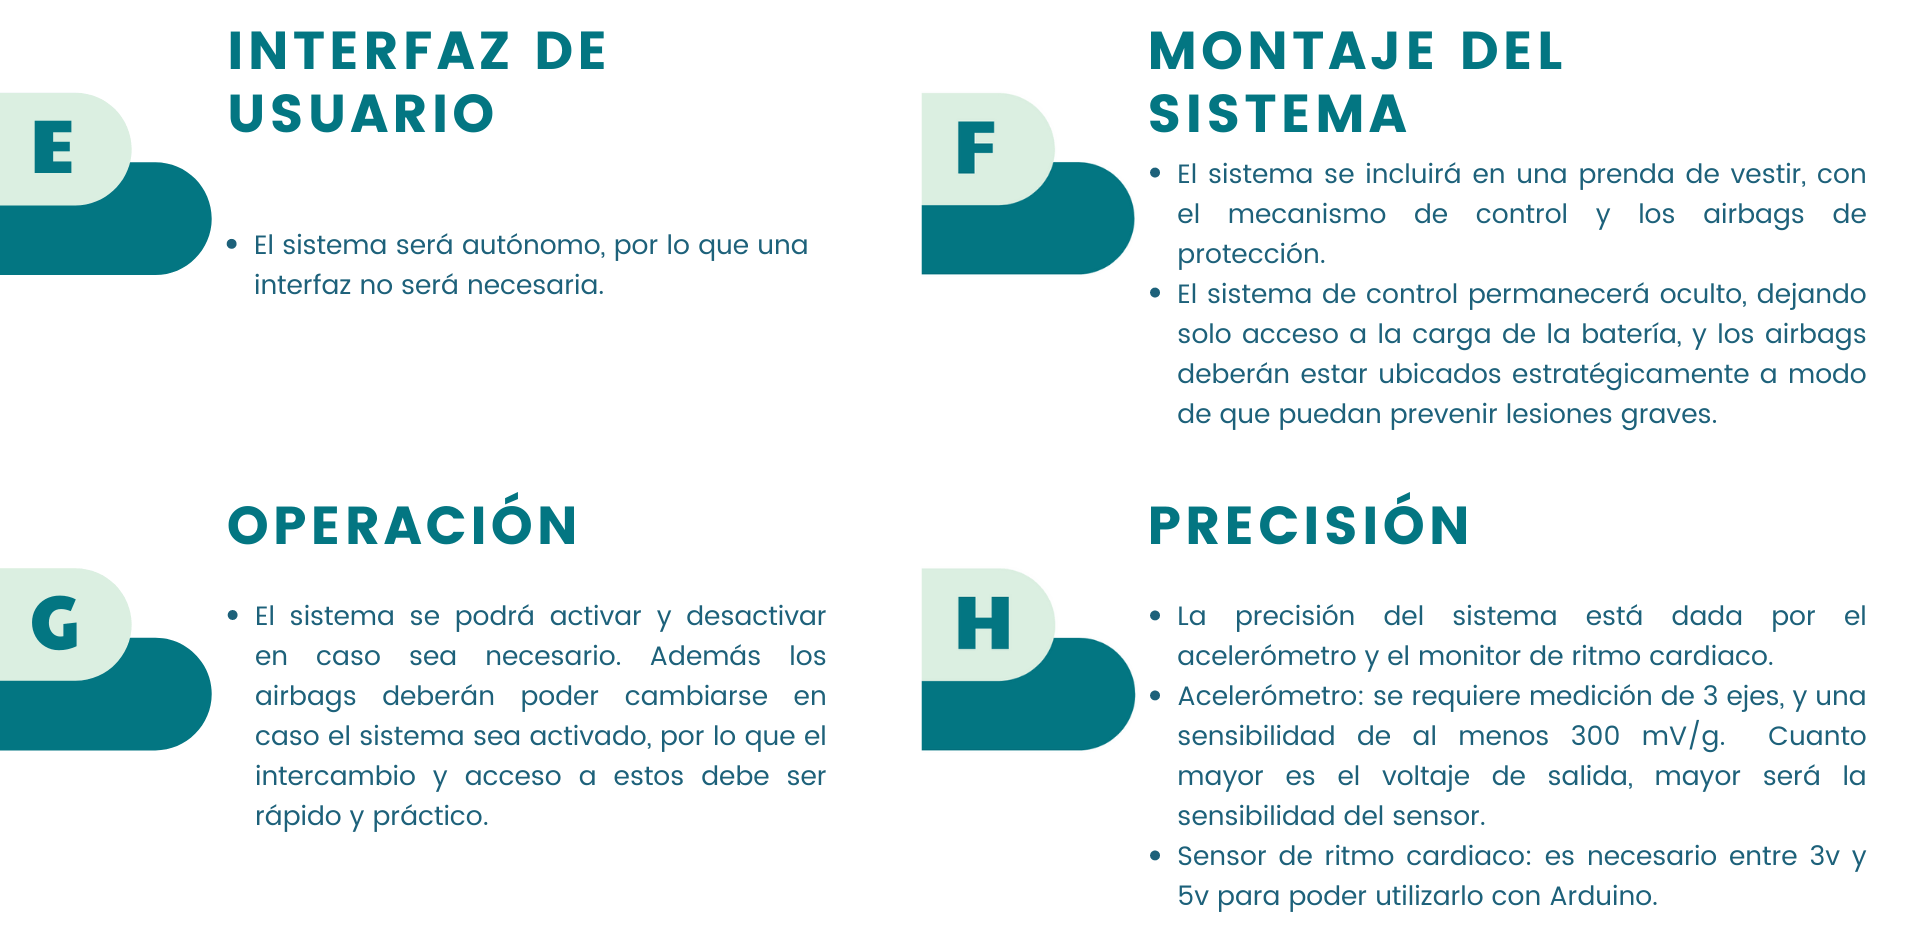 INTERFAZ DE
USUARIO
E
• El sistema será autónomo, por lo que una
interfaz no será necesaria.
MONTAJE DEL
SISTEMA
F
• El sistema se incluirá en una prenda de vestir, con
el mecanismo de control y los airbags de
protección.
• El sistema de control permanecerá oculto, dejando
solo acceso a la carga de la batería, y los airbags
deberán estar ubicados estratégicamente a modo
de que puedan prevenir lesiones graves.
OPERACIÓN
G
• El sistema se podrá activar y desactivar
en caso sea necesario. Además los
airbags deberán poder cambiarse en
caso el sistema sea activado, por lo que el
intercambio y acceso a estos debe ser
rápido y práctico.
PRECISIÓN
H
• La precisión del sistema está dada por el
acelerómetro y el monitor de ritmo cardiaco.
• Acelerómetro: se requiere medición de 3 ejes, y una
sensibilidad de al menos 300 mV/g. Cuanto
mayor es el voltaje de salida, mayor será la
sensibilidad del sensor.
• Sensor de ritmo cardiaco: es necesario entre 3v y
5v para poder utilizarlo con Arduino.